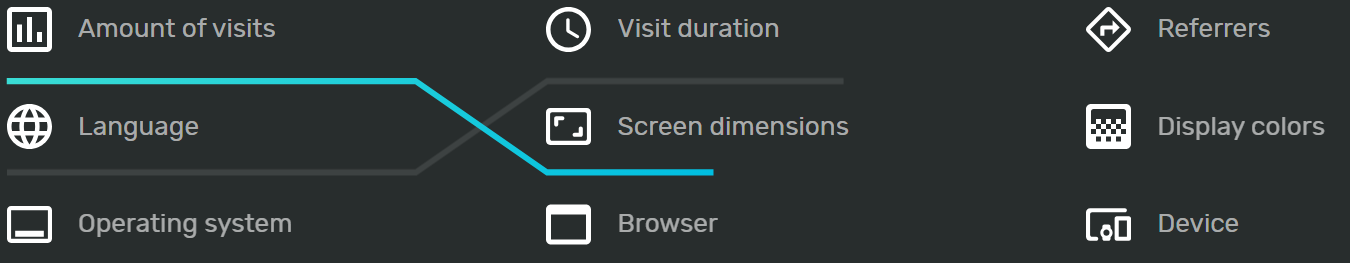 Amount of visits
Visit duration
Referrers
Language
Screen dimensions
Display colors
Operating system
Browser
Device